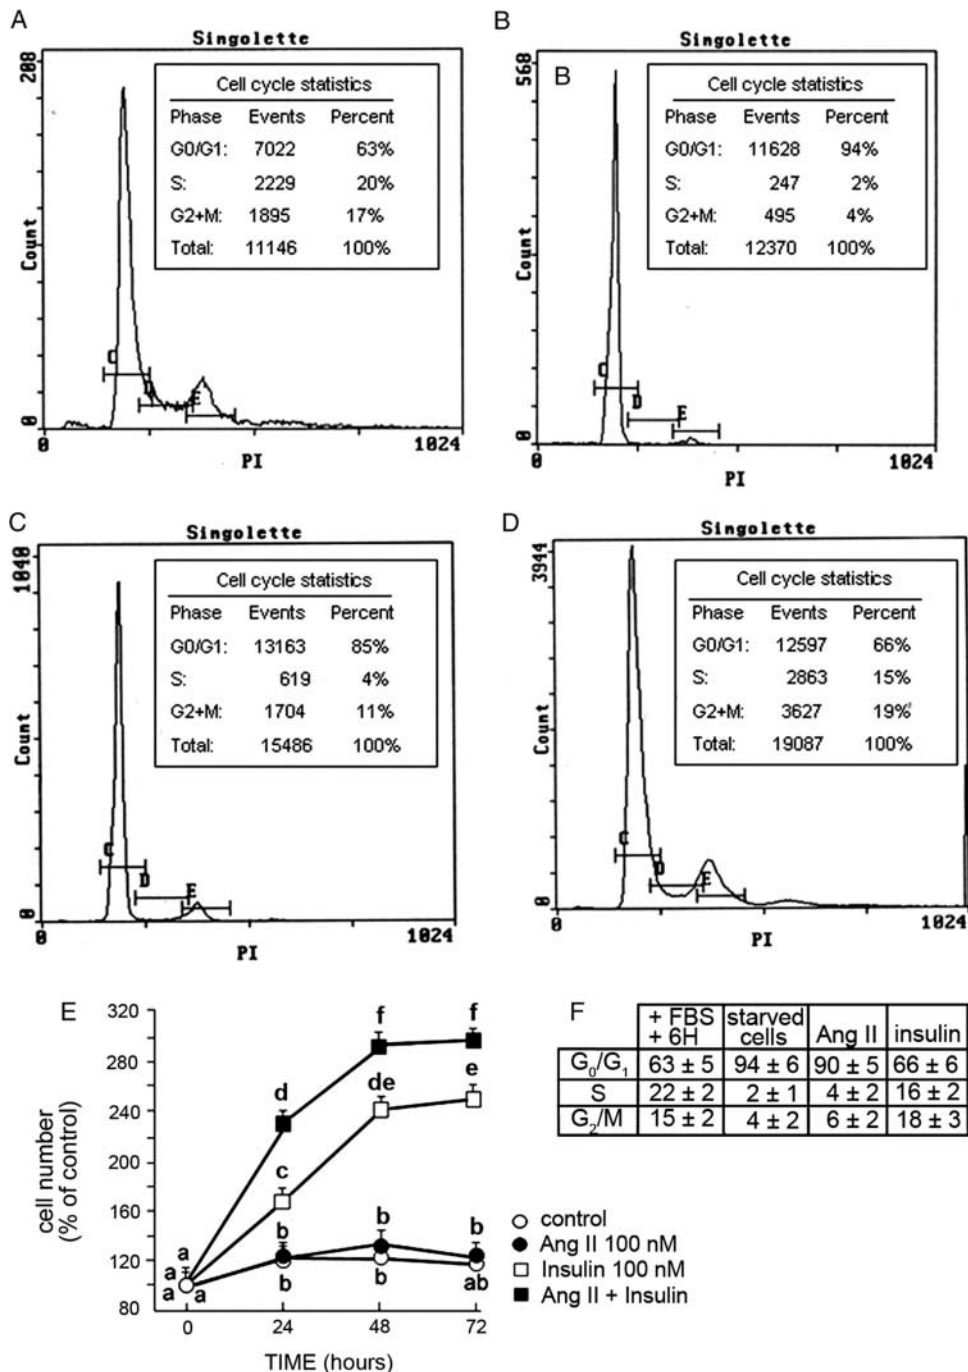 A
Singolette
208
Cell cycle statistics
Phase Events Percent
G0/G1: 7022 63%
S: 2229 20%
G2+M: 1895 17%
Total: 11146 100%
Count
C
D
E
0
0 1024
PI
B
Singolette
568
B
Cell cycle statistics
Phase Events Percent
G0/G1: 11628 94%
S: 247 2%
G2+M: 495 4%
Total: 12370 100%
Count
C
D
E
0
0 1024
PI
C
Singolette
1040
Cell cycle statistics
Phase Events Percent
G0/G1: 13163 85%
S: 619 4%
G2+M: 1704 11%
Total: 15486 100%
Count
C
D
E
0
0 1024
PI
D
Singolette
3944
Cell cycle statistics
Phase Events Percent
G0/G1: 12597 66%
S: 2863 15%
G2+M: 3627 19%
Total: 19087 100%
Count
C
D
E
0
0 1024
PI
E
cell number
(% of control)
320
280
240
200
160
120
80
f f
d de e
c
b b b
a
a
a a b b ab
0 24 48 72
TIME (hours)
control
Ang II 100 nM
Insulin 100 nM
Ang II + Insulin
F
+ FBS + 6H starved cells Ang II insulin
G0/G1 63 ± 5 94 ± 6 90 ± 5 66 ± 6
S 22 ± 2 2 ± 1 4 ± 2 16 ± 2
G2/M 15 ± 2 4 ± 2 6 ± 2 18 ± 3